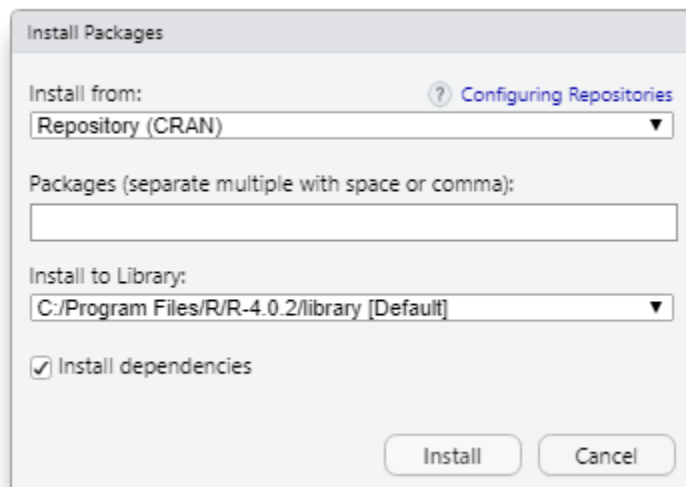 Install Packages
Install from:
? Configuring Repositories
Repository (CRAN)
Packages (separate multiple with space or comma):
Install to Library:
C:/Program Files/R/R-4.0.2/library [Default]
Install dependencies
Install
Cancel